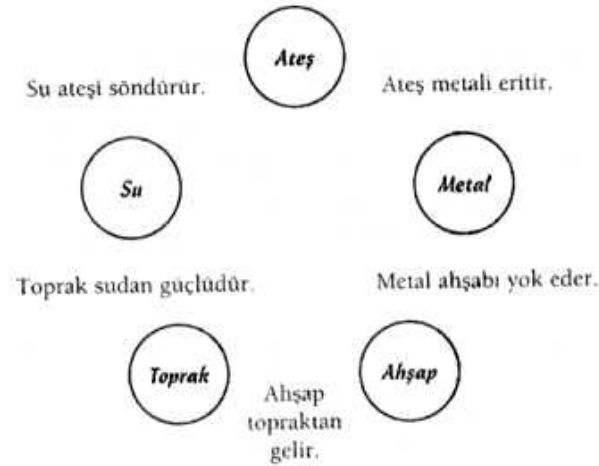 Ateş
Su ateşi söndürür.
Ateş metali eritir.
Su
Metal
Toprak sudan güçlüdür.
Metal ahşabı yok eder.
Toprak
Ahşap
Ahşap
topraktan
gelir.